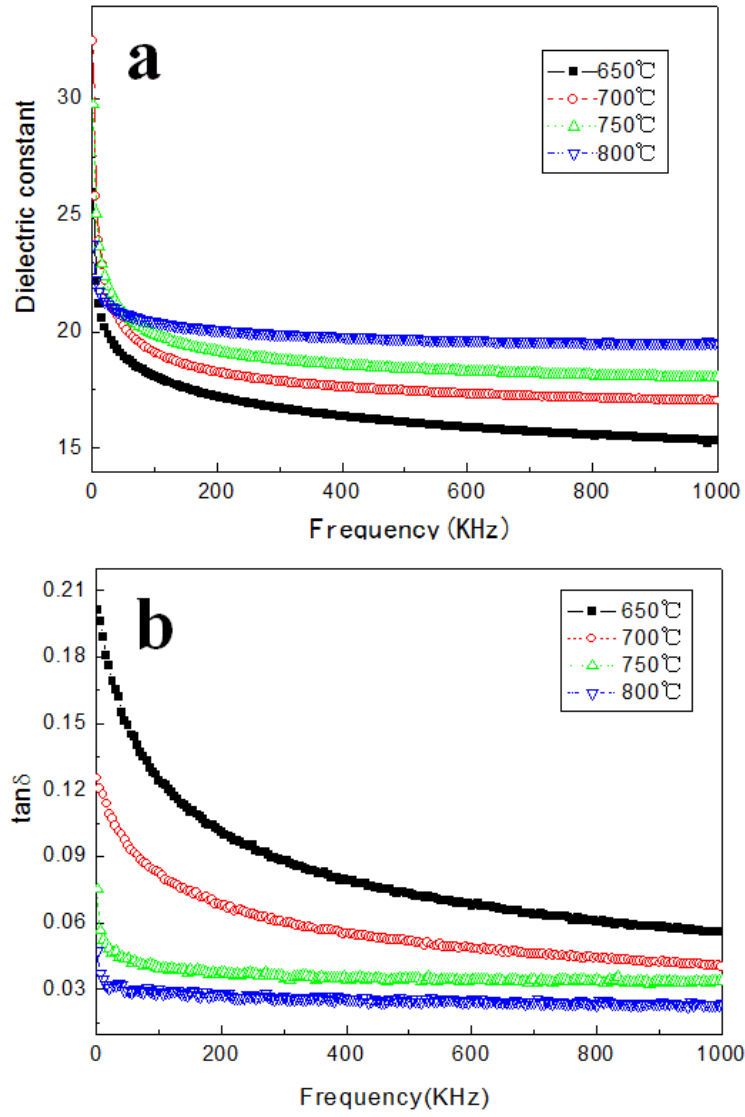 a
650℃
700℃
750℃
800℃
Dielectric constant
30
25
20
15
0 200 400 600 800 1000
Frequency (KHz)
b
650℃
700℃
750℃
800℃
tanδ
0.21
0.18
0.15
0.12
0.09
0.06
0.03
0 200 400 600 800 1000
Frequency(KHz)